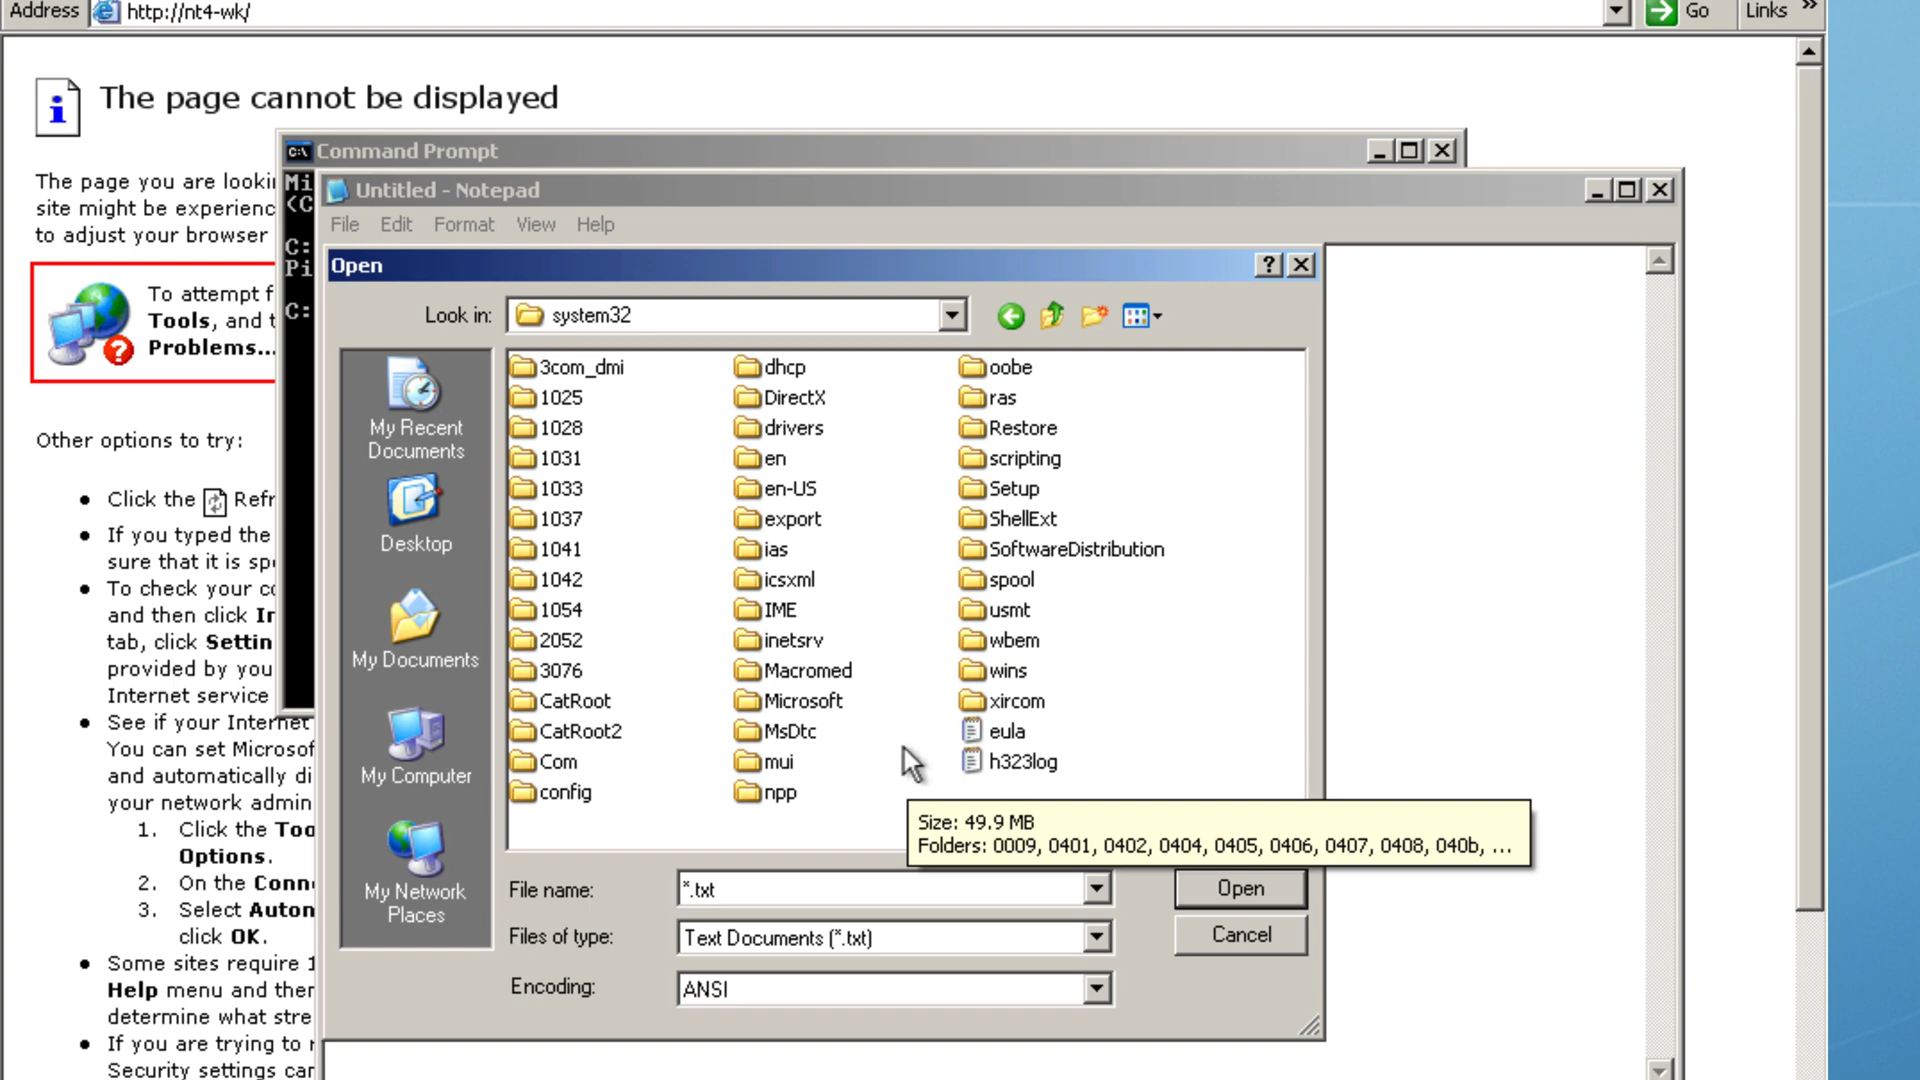 Address http://nt4-wk/ Go Links »
The page cannot be displayed
The page you are looki
site might be experienc
to adjust your browser
To attempt f
Tools, and t
Problems...
Other options to try:
Click the Refr
If you typed the
sure that it is spe
To check your co
and then click In
tab, click Settin
provided by you
Internet service
See if your Internet
You can set Microsof
and automatically di
your network admin
1. Click the Too
Options.
2. On the Conn
3. Select Auton
click OK.
Some sites require 1
Help menu and ther
determine what stre
If you are trying to r
Security settings can
C:\ Command Prompt
Mi
(C
C:
Pi
C:
Untitled - Notepad
File Edit Format View Help
Open
Look in: system32
My Recent
Documents
Desktop
My Documents
My Computer
My Network
Places
3com_dmi
1025
1028
1031
1033
1037
1041
1042
1054
2052
3076
CatRoot
CatRoot2
Com
config
dhcp
DirectX
drivers
en
en-US
export
ias
icsxml
IME
inetsrv
Macromed
Microsoft
MsDtc
mui
npp
oobe
ras
Restore
scripting
Setup
ShellExt
SoftwareDistribution
spool
usmt
wbem
wins
xircom
eula
h323log
Size: 49.9 MB
Folders: 0009, 0401, 0402, 0404, 0405, 0406, 0407, 0408, 040b, ...
File name: *.txt Open
Files of type: Text Documents (*.txt) Cancel
Encoding: ANSI